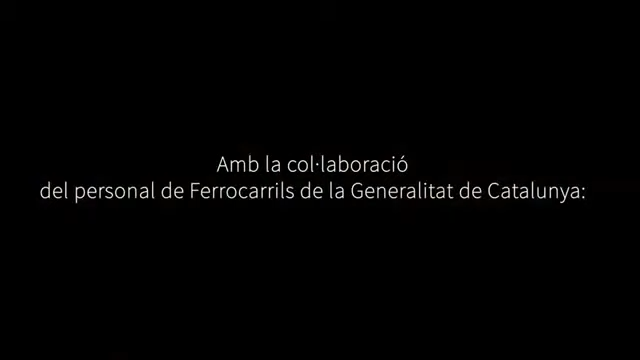 Amb la col·laboració
del personal de Ferrocarrils de la Generalitat de Catalunya: